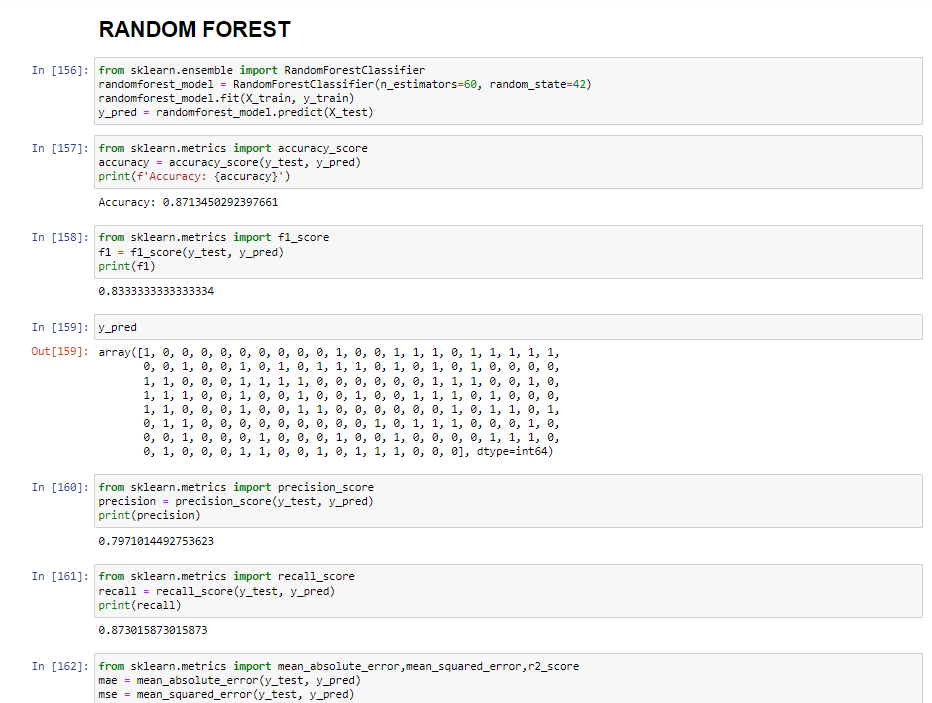 RANDOM FOREST
In [156]: from sklearn.ensemble import RandomForestClassifier
randomforest_model = RandomForestClassifier(n_estimators=60, random_state=42)
randomforest_model.fit(X_train, y_train)
y_pred = randomforest_model.predict(X_test)
In [157]: from sklearn.metrics import accuracy_score
accuracy = accuracy_score(y_test, y_pred)
print(f'Accuracy: {accuracy}')
Accuracy: 0.8713450292397661
In [158]: from sklearn.metrics import f1_score
f1 = f1_score(y_test, y_pred)
print(f1)
0.8333333333333334
In [159]: y_pred
Out[159]: array([1, 0, 0, 0, 0, 0, 0, 0, 0, 0, 1, 0, 0, 1, 1, 1, 0, 1, 1, 1, 1, 1,
0, 0, 1, 0, 0, 1, 0, 1, 0, 1, 1, 1, 0, 1, 0, 1, 0, 1, 0, 0, 0, 0,
1, 1, 0, 0, 0, 1, 1, 1, 1, 0, 0, 0, 0, 0, 0, 1, 1, 1, 0, 0, 1, 0,
1, 1, 1, 0, 0, 1, 0, 0, 1, 0, 0, 1, 0, 0, 1, 1, 1, 0, 1, 0, 0, 0,
1, 1, 0, 0, 0, 1, 0, 0, 1, 1, 0, 0, 0, 0, 0, 0, 1, 0, 1, 1, 0, 1,
0, 1, 1, 0, 0, 0, 0, 0, 0, 0, 0, 0, 1, 0, 1, 1, 1, 0, 0, 0, 1, 0,
0, 0, 1, 0, 0, 0, 1, 0, 0, 0, 1, 0, 0, 1, 0, 0, 0, 0, 1, 1, 1, 0,
0, 1, 0, 0, 0, 1, 1, 0, 0, 1, 0, 1, 1, 1, 0, 0, 0], dtype=int64)
In [160]: from sklearn.metrics import precision_score
precision = precision_score(y_test, y_pred)
print(precision)
0.7971014492753623
In [161]: from sklearn.metrics import recall_score
recall = recall_score(y_test, y_pred)
print(recall)
0.873015873015873
In [162]: from sklearn.metrics import mean_absolute_error,mean_squared_error,r2_score
mae = mean_absolute_error(y_test, y_pred)
mse = mean_squared_error(y_test, y_pred)